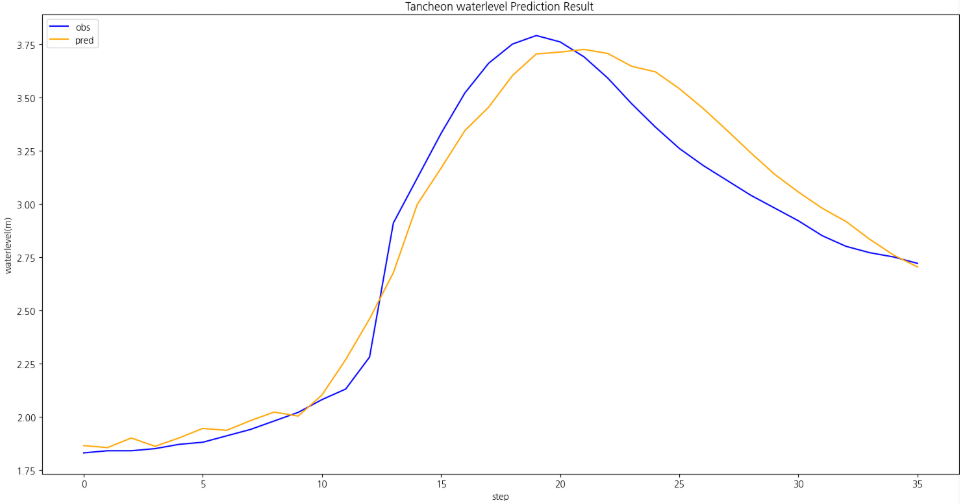 Tancheon waterlevel Prediction Result
obs
pred
3.75
3.50
3.25
3.00
2.75
2.50
2.25
2.00
1.75
waterlevel(m)
0 5 10 15 20 25 30 35
step